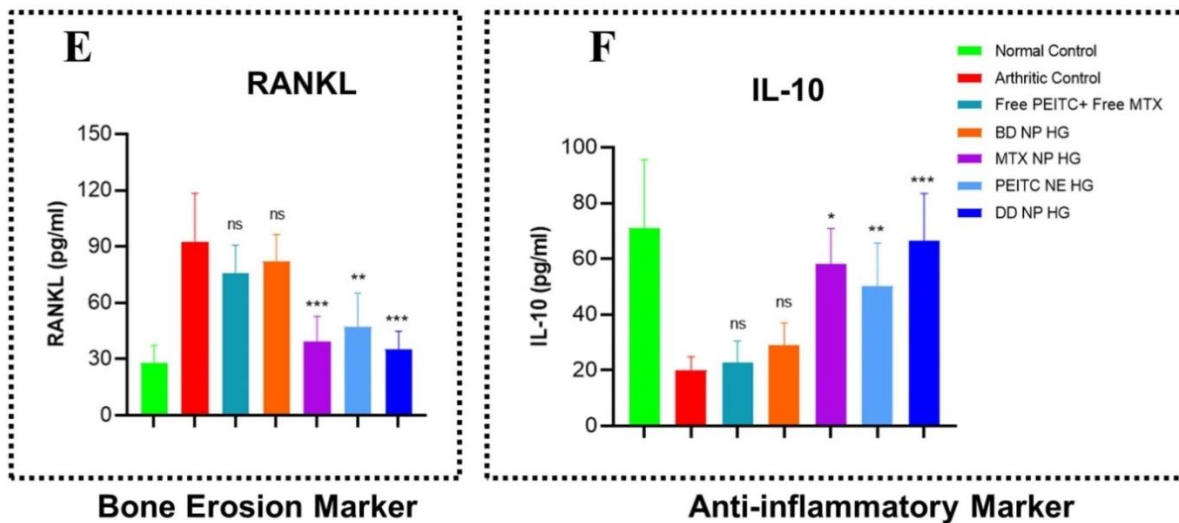 E
RANKL
RANKL (pg/ml)
150
120
90
60
30
0
ns
ns
***
**
***
Bone Erosion Marker
F
IL-10
IL-10 (pg/ml)
100
80
60
40
20
0
ns
ns
*
**
***
Normal Control
Arthritic Control
Free PEITC+ Free MTX
BD NP HG
MTX NP HG
PEITC NE HG
DD NP HG
Anti-inflammatory Marker